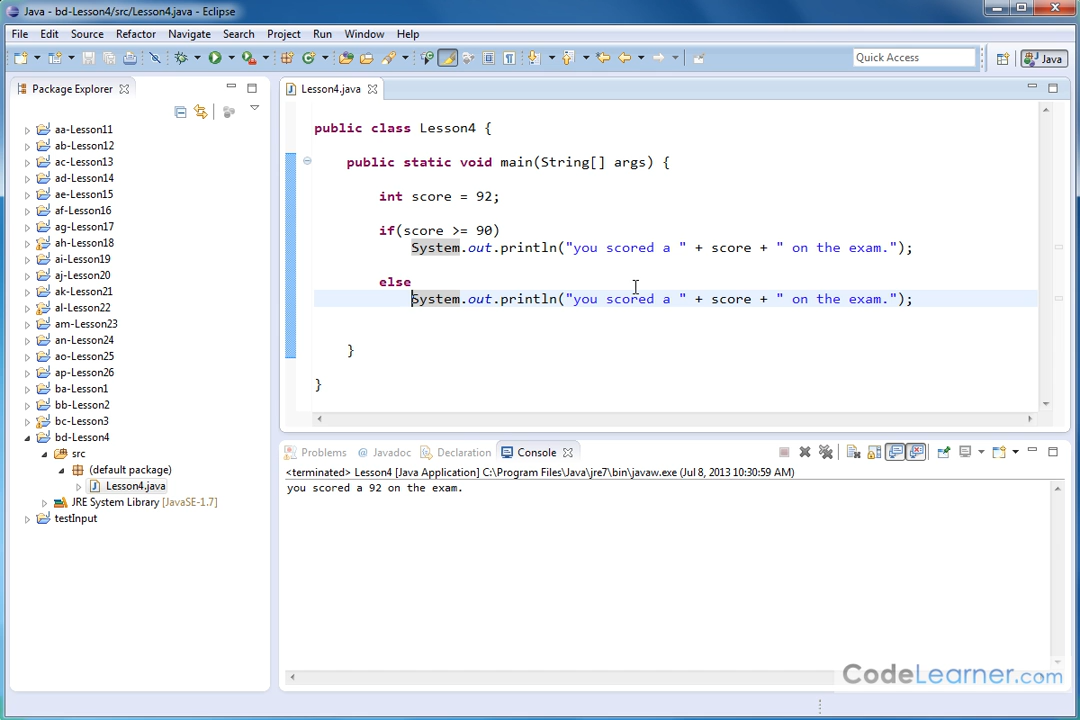 Java - bd-Lesson4/src/Lesson4.java - Eclipse
File Edit Source Refactor Navigate Search Project Run Window Help
Quick Access
Java
Package Explorer
aa-Lesson11
ab-Lesson12
ac-Lesson13
ad-Lesson14
ae-Lesson15
af-Lesson16
ag-Lesson17
ah-Lesson18
ai-Lesson19
aj-Lesson20
ak-Lesson21
al-Lesson22
am-Lesson23
an-Lesson24
ao-Lesson25
ap-Lesson26
ba-Lesson1
bb-Lesson2
bc-Lesson3
bd-Lesson4
src
(default package)
Lesson4.java
JRE System Library [JavaSE-1.7]
testInput
Lesson4.java
public class Lesson4 {
public static void main(String[] args) {
int score = 92;
if(score >= 90)
System.out.println("you scored a " + score + " on the exam.");
else
System.out.println("you scored a " + score + " on the exam.");
}
}
Problems @ Javadoc Declaration Console
<terminated> Lesson4 [Java Application] C:\Program Files\Java\jre7\bin\javaw.exe (Jul 8, 2013 10:30:59 AM)
you scored a 92 on the exam.
CodeLearner.com